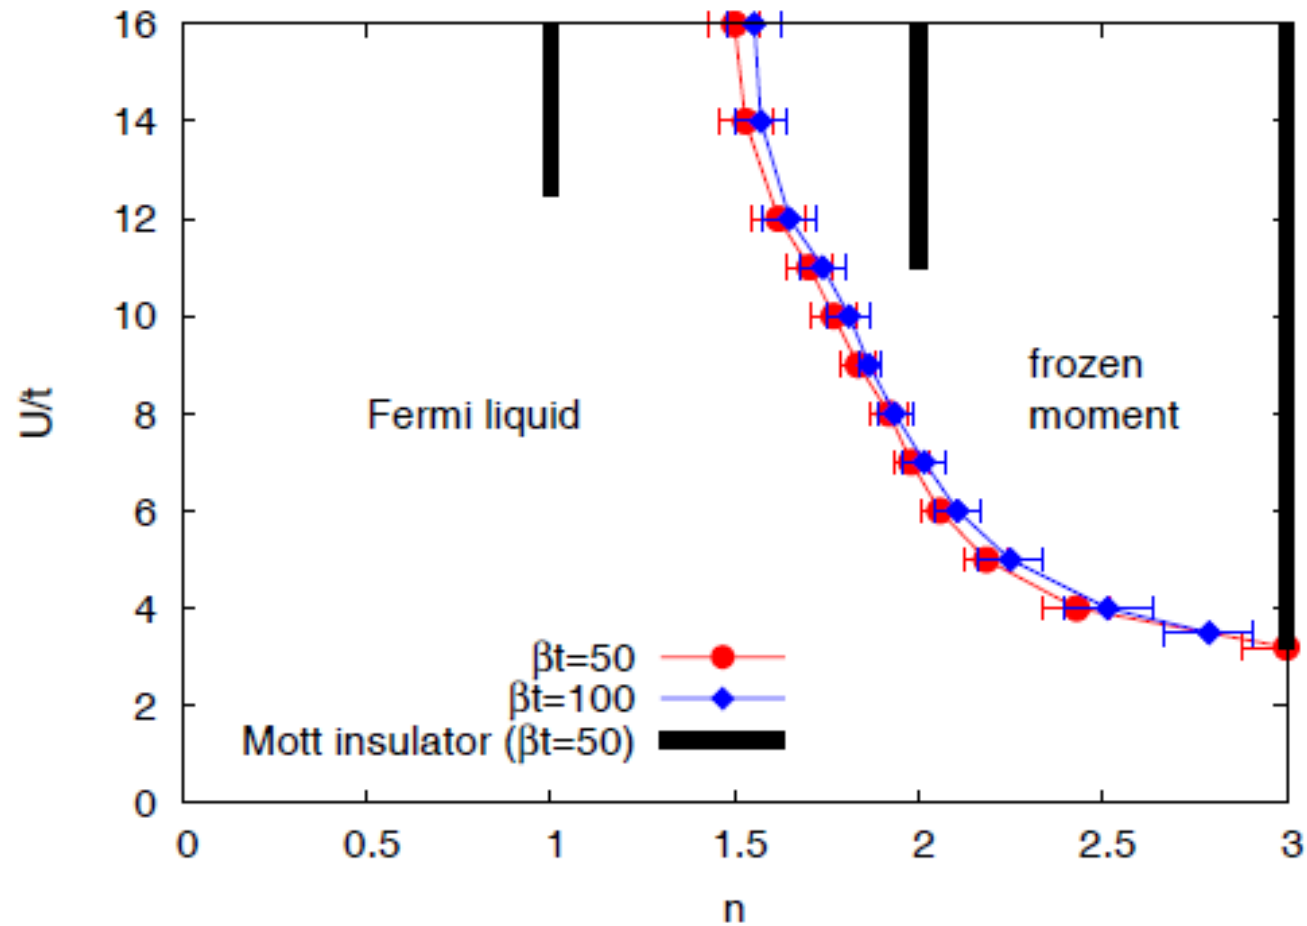 16
14
12
10
8
6
4
2
0
U/t
Fermi liquid
frozen
moment
βt=50
βt=100
Mott insulator (βt=50)
0 0.5 1 1.5 2 2.5 3
n